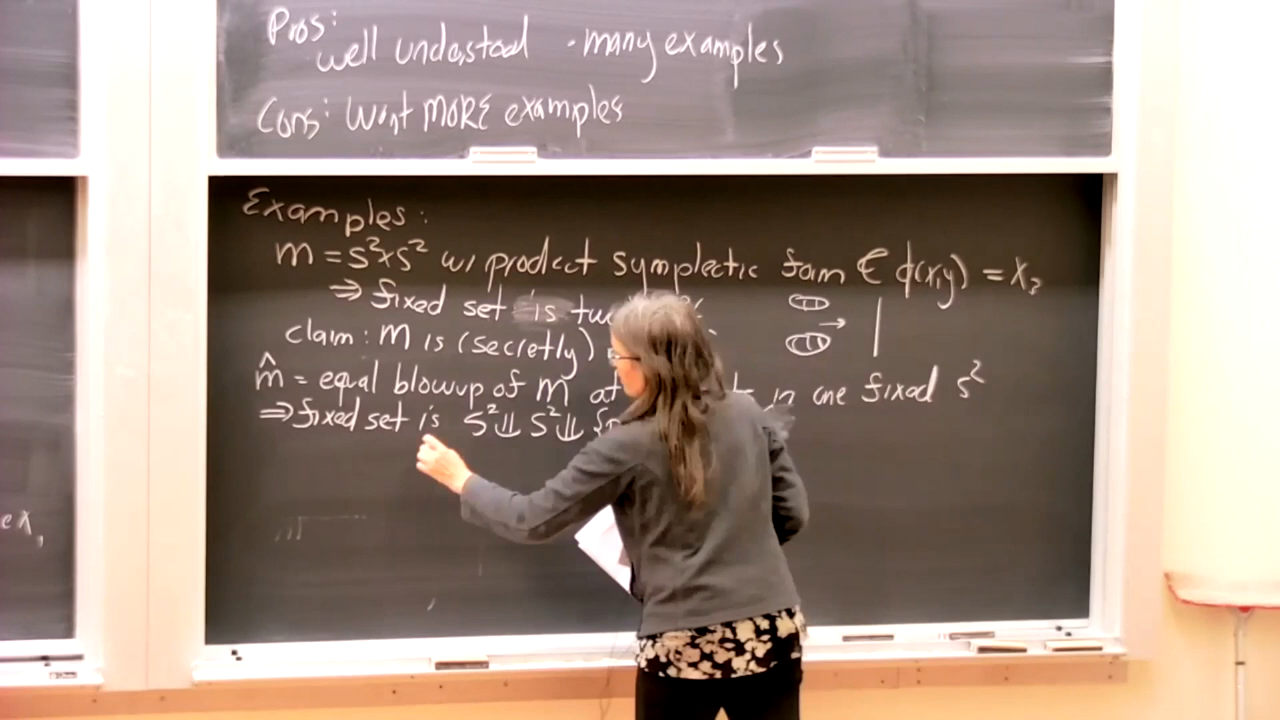 Pros:
well understood · many examples
Cons: Want MORE examples
Examples:
M = S²×S² w/ product symplectic form & φ(x,y) = x₃
⇒ fixed set is
claim: M is (secretly)
M̂ = equal blowup of M at in one fixed S²
⇒ fixed set is S² ⨿ S² ⨿
ex,